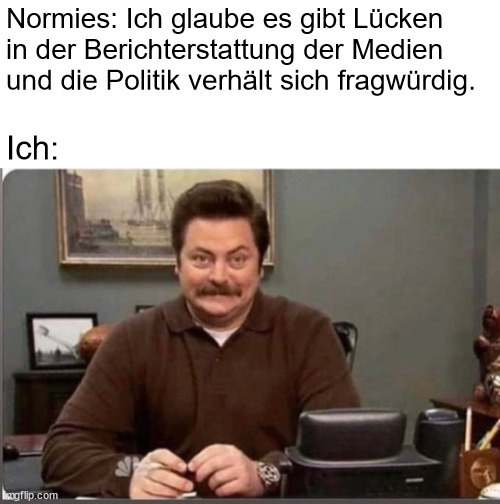 Normies: Ich glaube es gibt Lücken
in der Berichterstattung der Medien
und die Politik verhält sich fragwürdig.
Ich:
imgflip.com